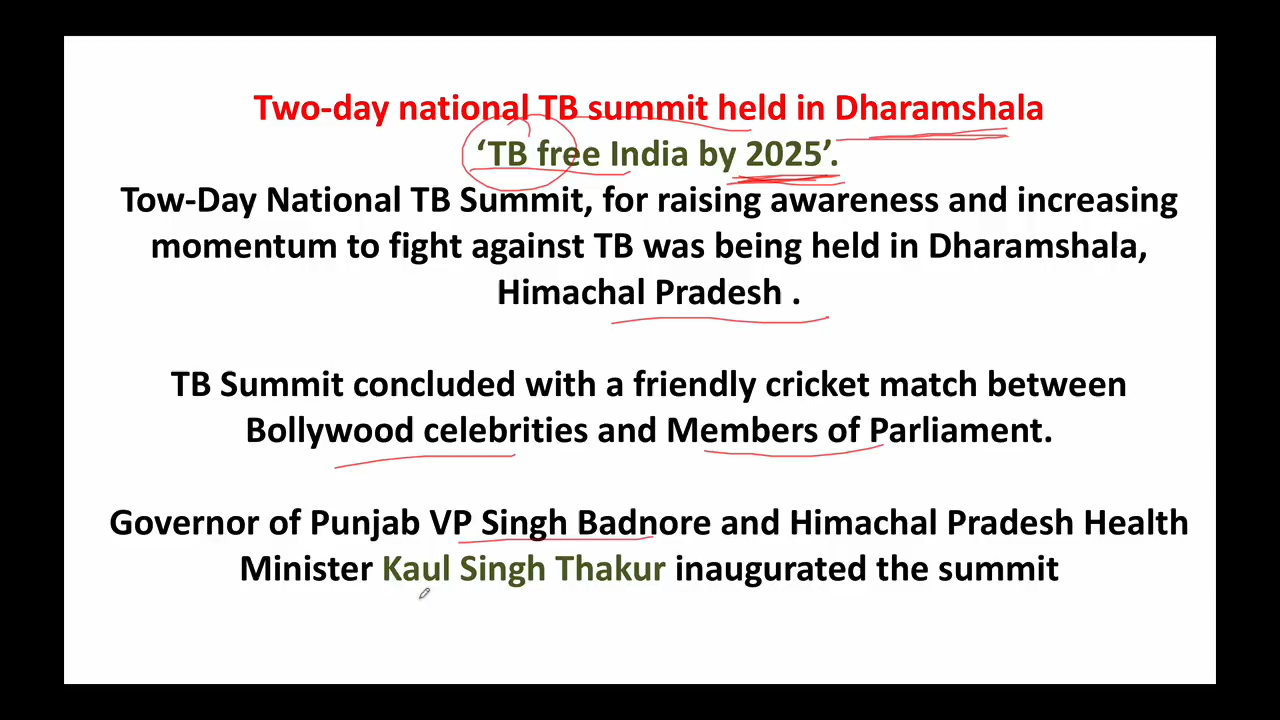 Two-day national TB summit held in Dharamshala
‘TB free India by 2025’.
Tow-Day National TB Summit, for raising awareness and increasing
momentum to fight against TB was being held in Dharamshala,
Himachal Pradesh .
TB Summit concluded with a friendly cricket match between
Bollywood celebrities and Members of Parliament.
Governor of Punjab VP Singh Badnore and Himachal Pradesh Health
Minister Kaul Singh Thakur inaugurated the summit